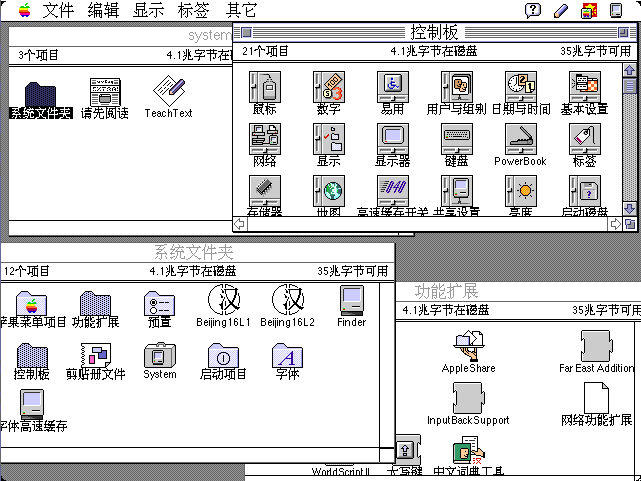 文件 编辑 显示 标签 其它
system
3个项目 4.1兆字节在磁盘
系统文件夹 请先阅读 TeachText
控制板
21个项目 4.1兆字节在磁盘 35兆字节可用
鼠标 数字 易用 用户与组别 日期与时间 基本设置
网络 显示 显示器 键盘 PowerBook 标签
存储器 地图 高速缓存开关 共享设置 亮度 启动磁盘
系统文件夹
12个项目 4.1兆字节在磁盘 35兆字节可用
苹果菜单项目 功能扩展 预置 Beijing16L1 Beijing16L2 Finder
控制板 剪贴册文件 System 启动项目 字体
字体高速缓存
功能扩展
4.1兆字节在磁盘 35兆字节可用
AppleShare Far East Addition
InputBackSupport 网络功能扩展
WorldScript II 大写键 中文词典工具